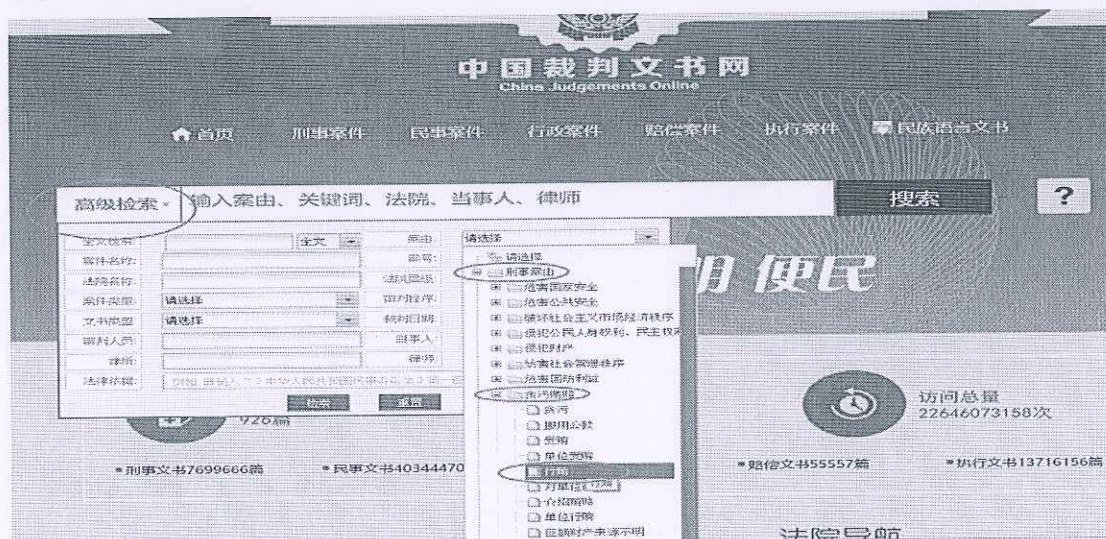 中国裁判文书网
China Judgements Online
首页 刑事案件 民事案件 行政案件 赔偿案件 执行案件 民族语言文书
高级检索 输入案由、关键词、法院、当事人、律师 搜索 ?
全文检索: 全文 案由: 请选择
案件名称: 案号: 请选择
法院名称: 法院层级: 刑事案由
危害国家安全
案件类型: 请选择 审判程序: 危害公共安全
文书类型: 请选择 裁判日期: 破坏社会主义市场经济秩序
审判人员: 当事人: 侵犯公民人身权利、民主权利
侵犯财产
律所: 律师: 妨害社会管理秩序
法律依据: 危害国防利益
检索 重置 贪污贿赂
便民
贪污
挪用公款
受贿
单位受贿
行贿
对单位行贿
介绍贿赂
单位行贿
巨额财产来源不明
926篇
访问总量
22646073158次
刑事文书7699666篇 民事文书40344470 赔偿文书55557篇 执行文书13716156篇
法院导航